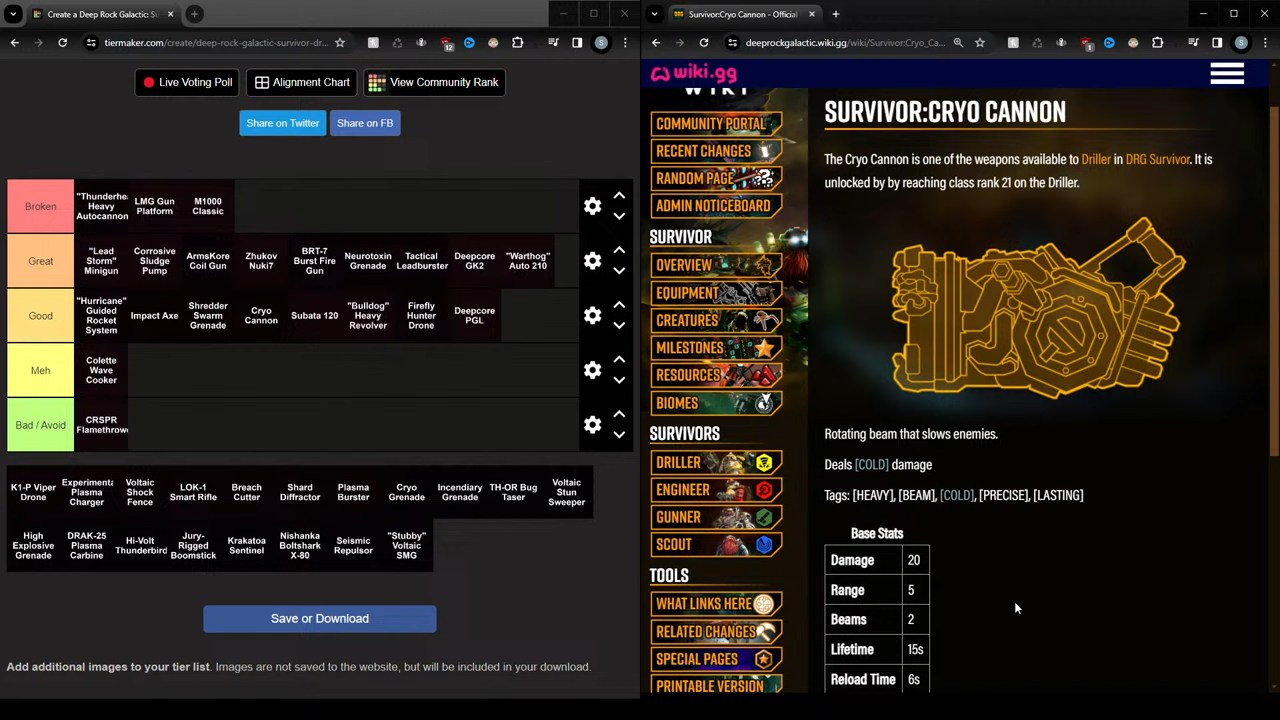 Create a Deep Rock Galactic: Su
tiermaker.com/create/deep-rock-galactic-survivor-dr...
12
S
Live Voting Poll
Alignment Chart
View Community Rank
Share on Twitter
Share on FB
Broken
"Thunderhe
Heavy
Autocannon
LMG Gun
Platform
M1000
Classic
Great
"Lead
Storm"
Minigun
Corrosive
Sludge
Pump
ArmsKore
Coil Gun
Zhukov
Nuki7
BRT-7
Burst Fire
Gun
Neurotoxin
Grenade
Tactical
Leadburster
Deepcore
GK2
"Warthog"
Auto 210
Good
"Hurricane"
Guided
Rocket
System
Impact Axe
Shredder
Swarm
Grenade
Cryo
Cannon
Subata 120
"Bulldog"
Heavy
Revolver
Firefly
Hunter
Drone
Deepcore
PGL
Meh
Colette
Wave
Cooker
Bad / Avoid
CRSPR
Flamethrowe
K1-P Viper
Drone
Experimenta
Plasma
Charger
Voltaic
Shock
Fence
LOK-1
Smart Rifle
Breach
Cutter
Shard
Diffractor
Plasma
Burster
Cryo
Grenade
Incendiary
Grenade
TH-OR Bug
Taser
Voltaic
Stun
Sweeper
High
Explosive
Grenade
DRAK-25
Plasma
Carbine
Hi-Volt
Thunderbird
Jury-
Rigged
Boomstick
Krakatoa
Sentinel
Nishanka
Boltshark
X-80
Seismic
Repulsor
"Stubby"
Voltaic
SMG
Save or Download
Add additional images to your tier list. Images are not saved to the website, but will be included in your download.
Survivor:Cryo Cannon - Official
deeprockgalactic.wiki.gg/wiki/Survivor:Cryo_Ca...
1
S
wiki.gg
WIKI
COMMUNITY PORTAL
RECENT CHANGES
RANDOM PAGE
ADMIN NOTICEBOARD
SURVIVOR
OVERVIEW
EQUIPMENT
CREATURES
MILESTONES
RESOURCES
BIOMES
SURVIVORS
DRILLER
ENGINEER
GUNNER
SCOUT
TOOLS
WHAT LINKS HERE
RELATED CHANGES
SPECIAL PAGES
PRINTABLE VERSION
SURVIVOR:CRYO CANNON
The Cryo Cannon is one of the weapons available to Driller in DRG Survivor. It is
unlocked by by reaching class rank 21 on the Driller.
Rotating beam that slows enemies.
Deals [COLD] damage
Tags: [HEAVY], [BEAM], [COLD], [PRECISE], [LASTING]
Base Stats
Damage 20
Range 5
Beams 2
Lifetime 15s
Reload Time 6s